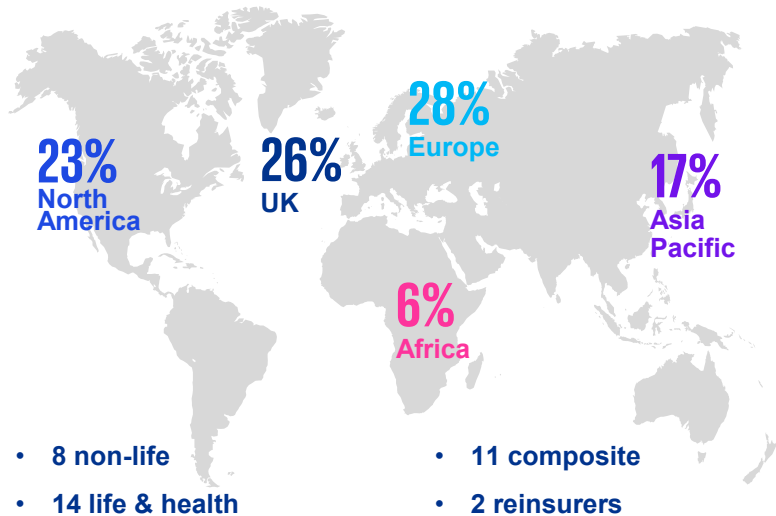 28%
Europe
23%
North
America
26%
UK
17%
Asia
Pacific
6%
Africa
• 8 non-life
• 14 life & health
• 11 composite
• 2 reinsurers